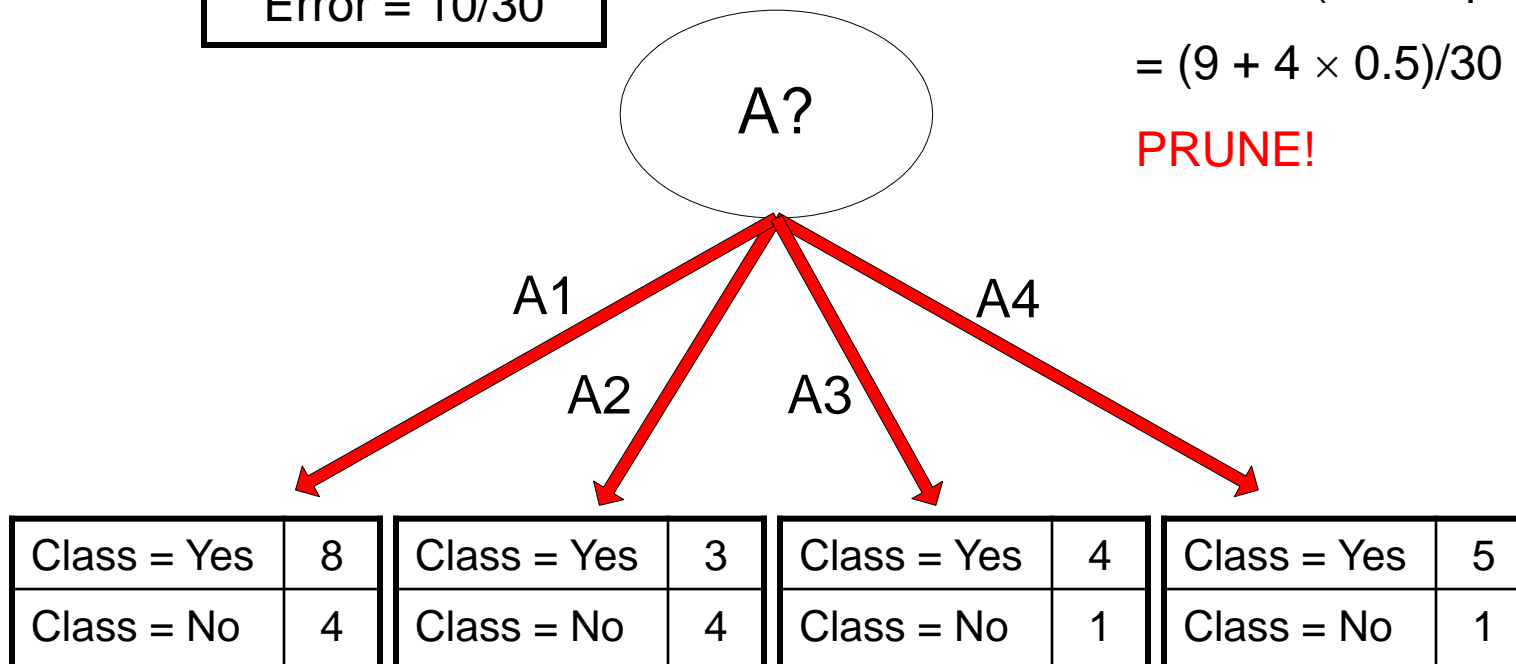 Error = 10/30
= (9 + 4 × 0.5)/30
PRUNE!
A?
A1
A4
A2
A3
Class = Yes 8
Class = No 4
Class = Yes 3
Class = No 4
Class = Yes 4
Class = No 1
Class = Yes 5
Class = No 1